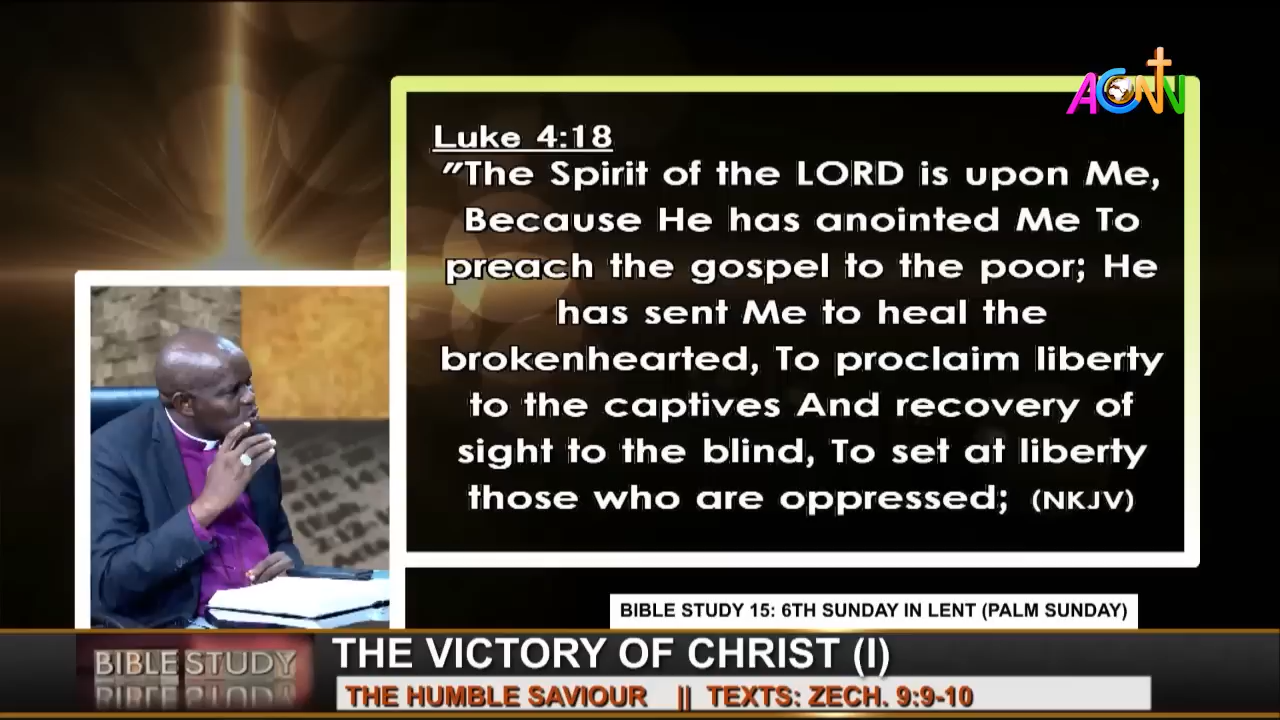 ACNN
Luke 4:18
"The Spirit of the LORD is upon Me,
Because He has anointed Me To
preach the gospel to the poor; He
has sent Me to heal the
brokenhearted, To proclaim liberty
to the captives And recovery of
sight to the blind, To set at liberty
those who are oppressed; (NKJV)
BIBLE STUDY 15: 6TH SUNDAY IN LENT (PALM SUNDAY)
BIBLE STUDY
THE VICTORY OF CHRIST (I)
THE HUMBLE SAVIOUR || TEXTS: ZECH. 9:9-10